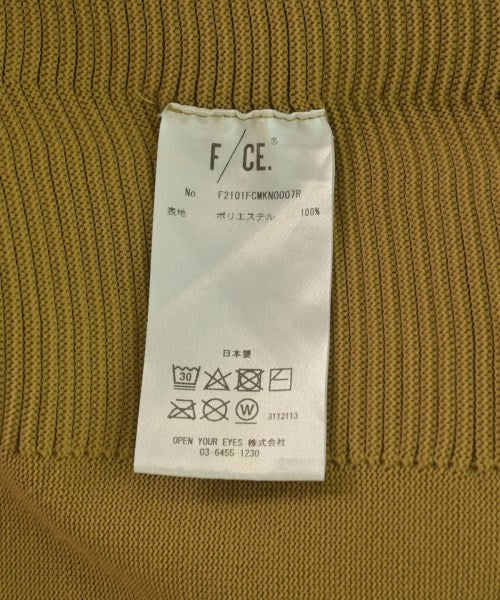 F/CE.®
No. F2101FCMKN0007R
表地 ポリエステル 100%
日本製
30
W
3112113
OPEN YOUR EYES 株式会社
03-6455-1230